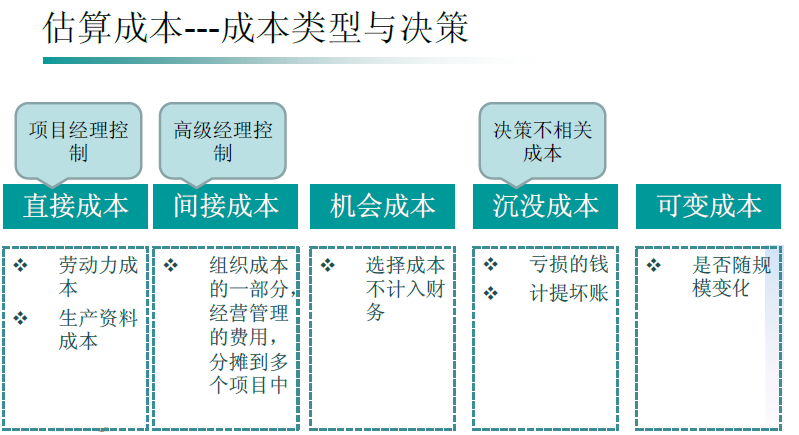 估算成本---成本类型与决策
项目经理控
制
高级经理控
制
决策不相关
成本
直接成本
间接成本
机会成本
沉没成本
可变成本
劳动力成
本
生产资料
成本
组织成本
的一部分，
经营管理
的费用，
分摊到多
个项目中
选择成本
不计入财
务
亏损的钱
计提坏账
是否随规
模变化